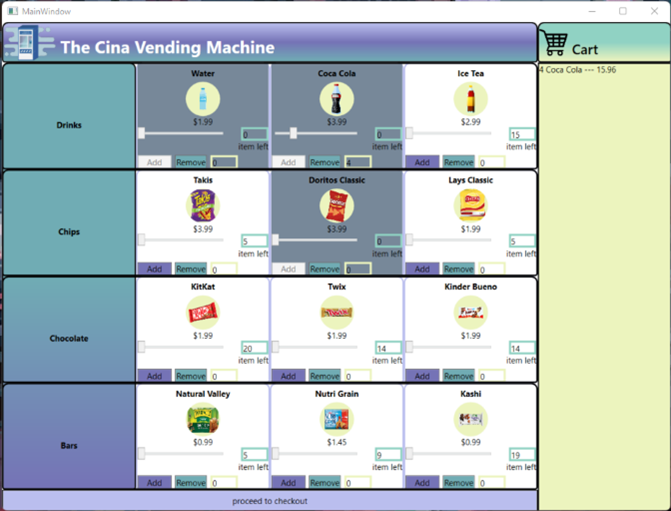 MainWindow
The Cina Vending Machine
Cart
4 Coca Cola --- 15.96
Drinks
Water
$1.99
0
item left
Add Remove 0
Coca Cola
$3.99
0
item left
Add Remove 4
Ice Tea
$2.99
15
item left
Add Remove 0
Chips
Takis
$3.99
5
item left
Add Remove 0
Doritos Classic
$3.99
0
item left
Add Remove 0
Lays Classic
$1.99
5
item left
Add Remove 0
Chocolate
KitKat
$1.99
20
item left
Add Remove 0
Twix
$1.99
14
item left
Add Remove 0
Kinder Bueno
$1.99
14
item left
Add Remove 0
Bars
Natural Valley
$0.99
5
item left
Add Remove 0
Nutri Grain
$1.45
9
item left
Add Remove 0
Kashi
$0.99
19
item left
Add Remove 0
proceed to checkout